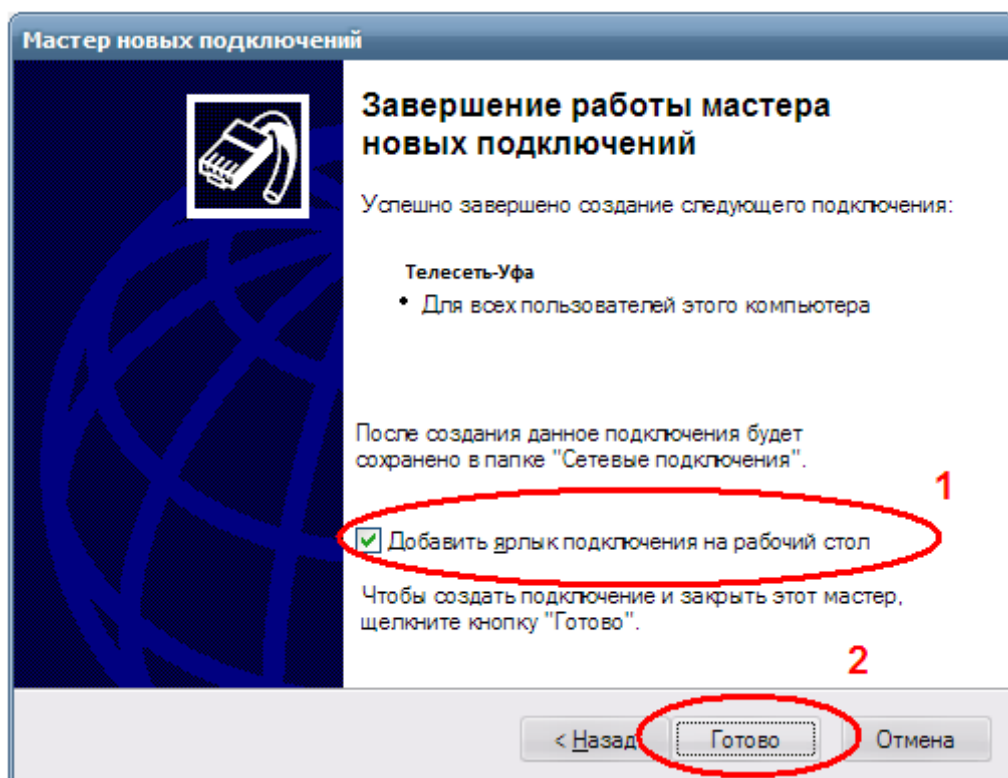 Мастер новых подключений
Завершение работы мастера
новых подключений
Успешно завершено создание следующего подключения:
Телесеть-Уфа
• Для всех пользователей этого компьютера
После создания данное подключения будет
сохранено в папке "Сетевые подключения".
1
Добавить ярлык подключения на рабочий стол
Чтобы создать подключение и закрыть этот мастер,
щелкните кнопку "Готово".
2
< Назад Готово Отмена